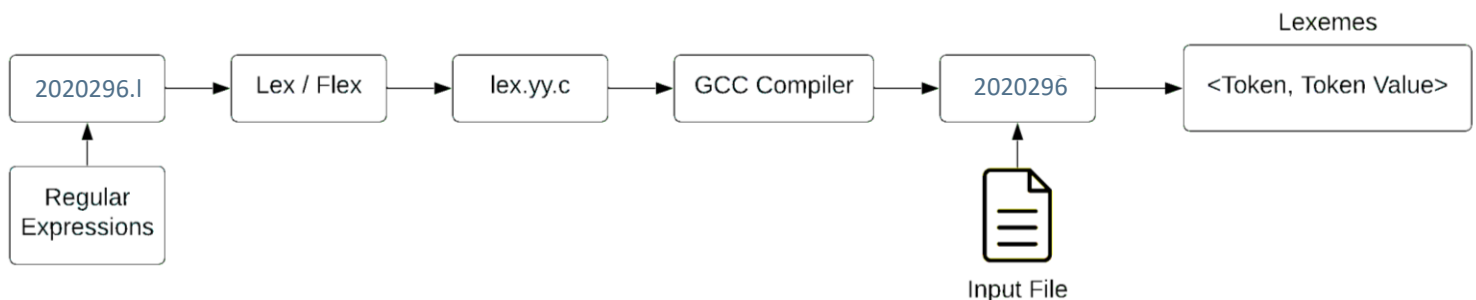 Lexemes
2020296.l
Lex / Flex
lex.yy.c
GCC Compiler
2020296
<Token, Token Value>
Regular
Expressions
Input File